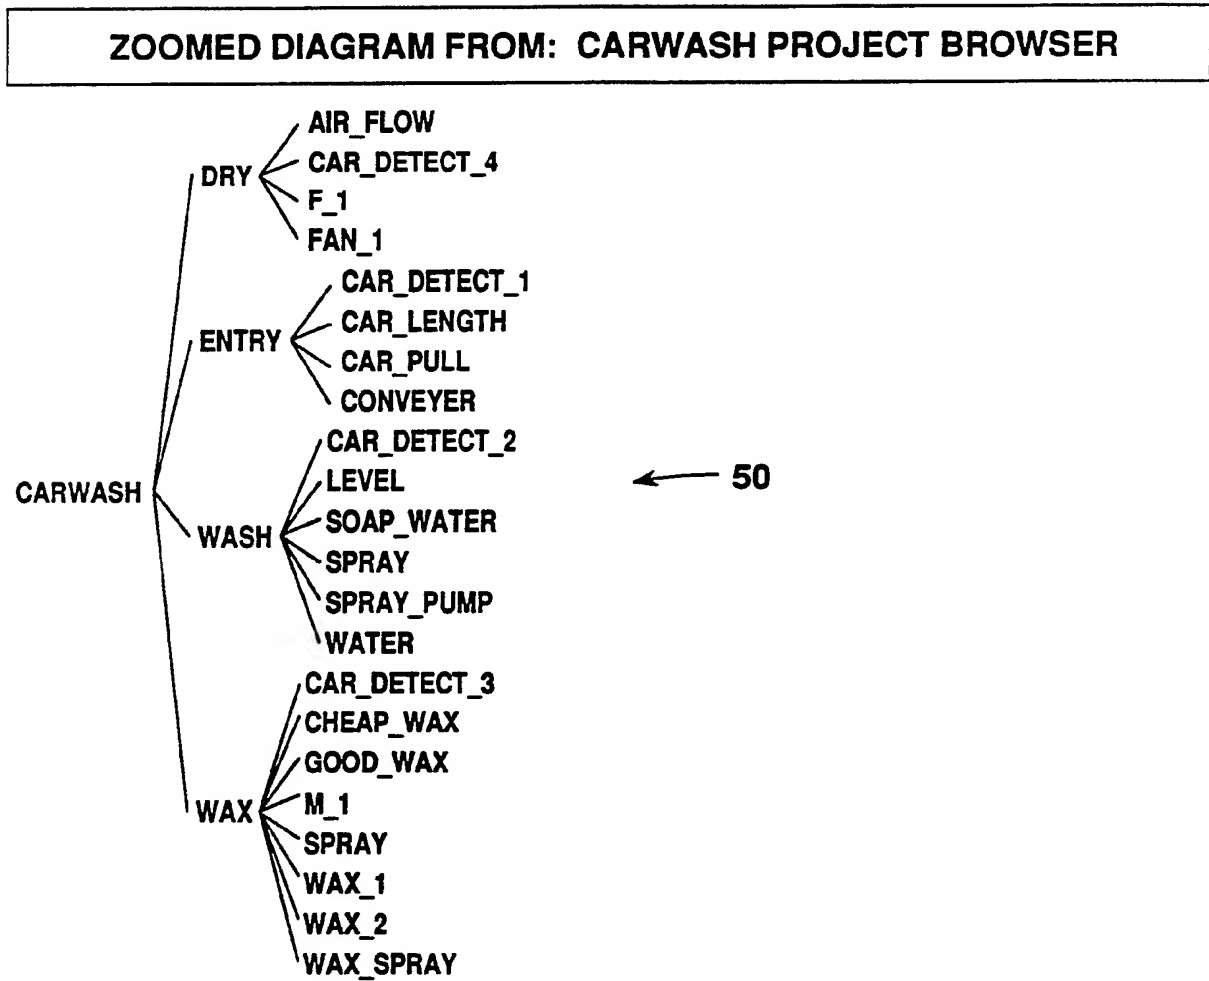 ZOOMED DIAGRAM FROM: CARWASH PROJECT BROWSER
AIR_FLOW
CAR_DETECT_4
DRY
F_1
FAN_1
CAR_DETECT_1
CAR_LENGTH
ENTRY
CAR_PULL
CONVEYER
CAR_DETECT_2
LEVEL
50
CARWASH
SOAP_WATER
WASH
SPRAY
SPRAY_PUMP
WATER
CAR_DETECT_3
CHEAP_WAX
GOOD_WAX
M_1
WAX
SPRAY
WAX_1
WAX_2
WAX_SPRAY